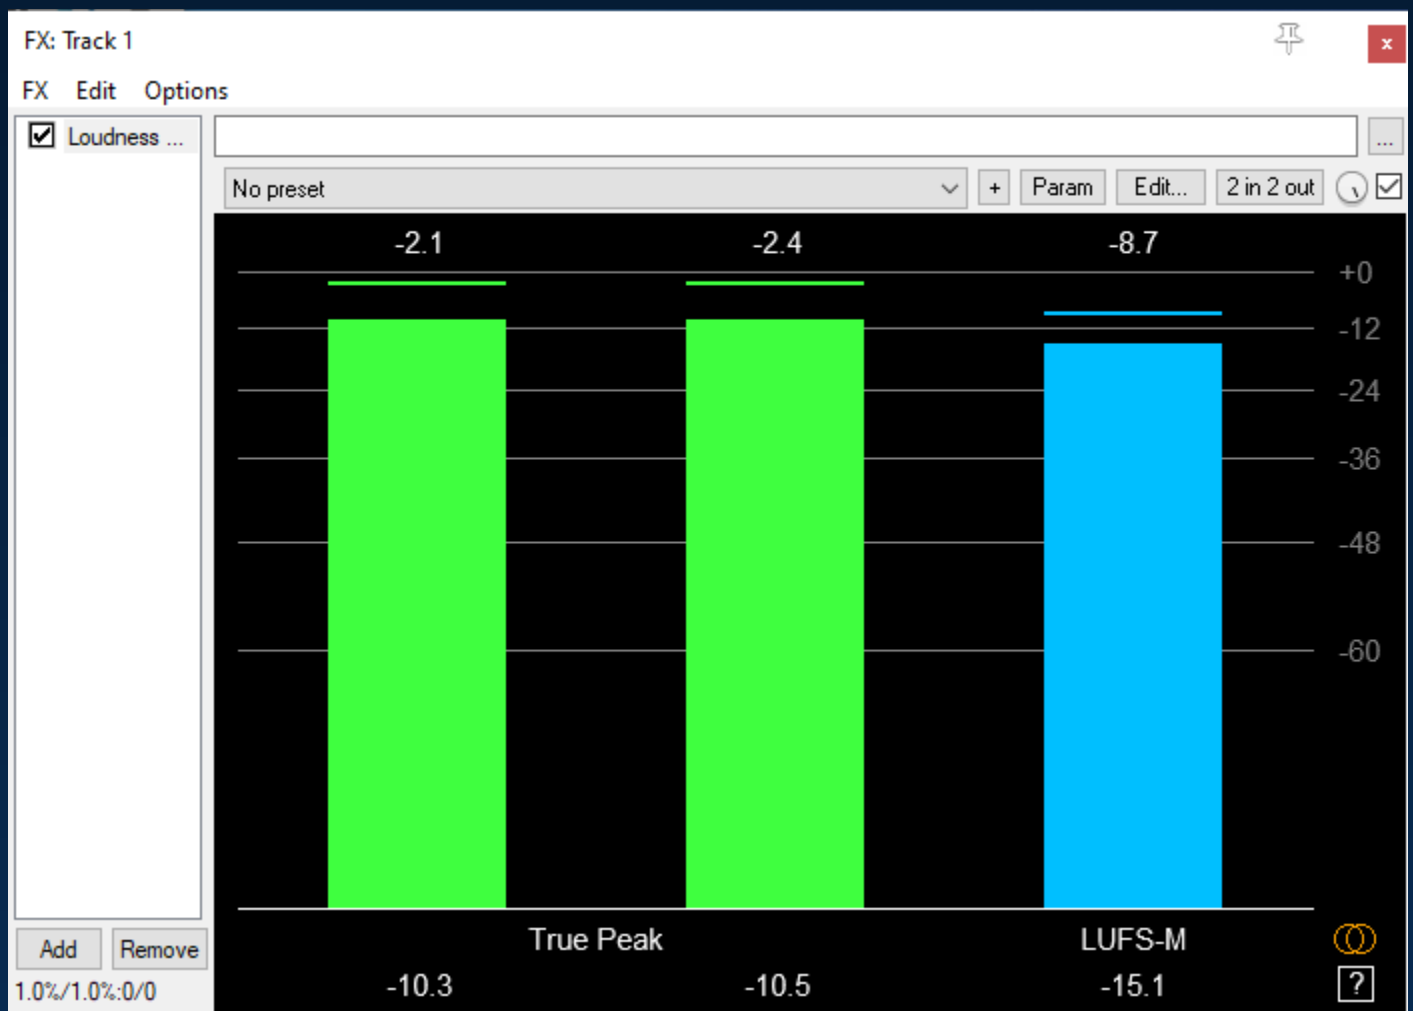 FX: Track 1
x
FX Edit Options
Loudness ...
...
No preset
+
Param
Edit...
2 in 2 out
-2.1 -2.4 -8.7
+0
-12
-24
-36
-48
-60
True Peak LUFS-M
-10.3 -10.5 -15.1
?
Add Remove
1.0%/1.0%:0/0